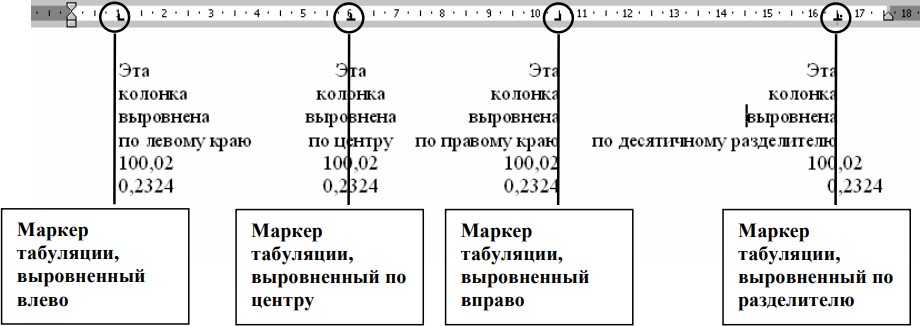 1 2 3 4 5 6 7 8 9 10 11 12 13 14 15 16 17 18
Эта
колонка
выровнена
по левому краю
100,02
0,2324
Эта
колонка
выровнена
по центру
100,02
0,2324
Эта
колонка
выровнена
по правому краю
100,02
0,2324
Эта
колонка
выровнена
по десятичному разделителю
100,02
0,2324
Маркер
табуляции,
выровненный
влево
Маркер
табуляции,
выровненный по
центру
Маркер
табуляции,
выровненный
вправо
Маркер
табуляции,
выровненный по
разделителю